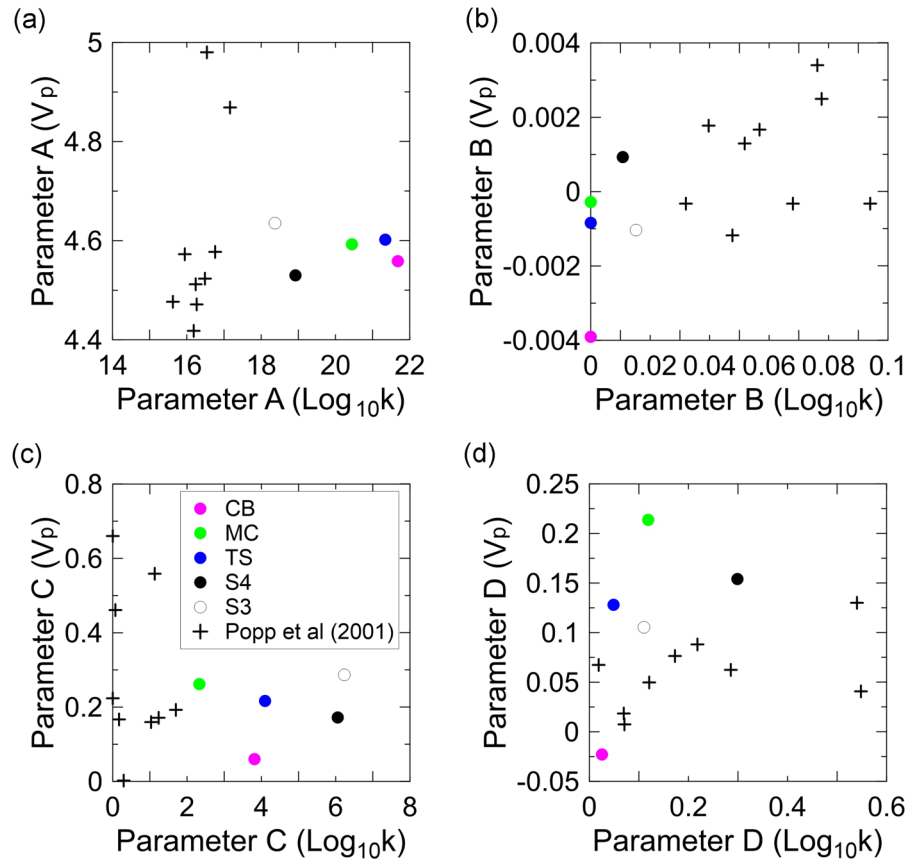 (a)
5
4.8
4.6
4.4
Parameter A (Vp)
14 16 18 20 22
Parameter A (Log10k)
(b)
0.004
0.002
0
-0.002
-0.004
Parameter B (Vp)
0 0.02 0.04 0.06 0.08 0.1
Parameter B (Log10k)
(c)
0.8
0.6
0.4
0.2
0
Parameter C (Vp)
0 2 4 6 8
Parameter C (Log10k)
CB
MC
TS
S4
S3
Popp et al (2001)
(d)
0.25
0.2
0.15
0.1
0.05
0
-0.05
Parameter D (Vp)
0 0.2 0.4 0.6
Parameter D (Log10k)